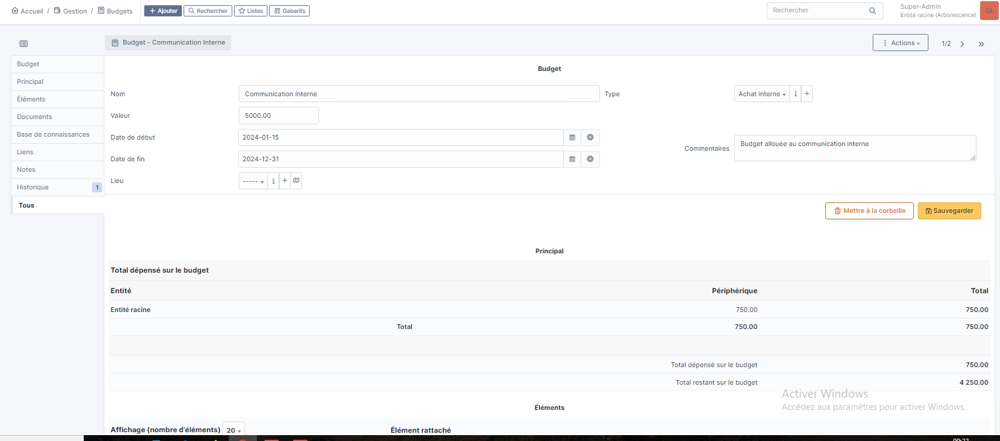 Accueil / Gestion / Budgets
+ Ajouter Rechercher Listes Gabarits
Rechercher
Super-Admin
Entité racine (Arborescence)
GL
Budget - Communication Interne
Actions
1/2
Budget
Principal
Éléments
Documents
Base de connaissances
Liens
Notes
Historique 1
Tous
Budget
Nom Communication Interne Type Achat interne i +
Valeur 5000.00
Date de début 2024-01-15
Commentaires Budget allouée au communication interne
Date de fin 2024-12-31
Lieu ----- i +
Mettre à la corbeille Sauvegarder
Principal
Total dépensé sur le budget
Entité Périphérique Total
Entité racine 750.00 750.00
Total 750.00 750.00
Total dépensé sur le budget 750.00
Total restant sur le budget 4 250.00
Activer Windows
Accédez aux paramètres pour activer Windows.
Éléments
Affichage (nombre d'éléments) 20 Élément rattaché